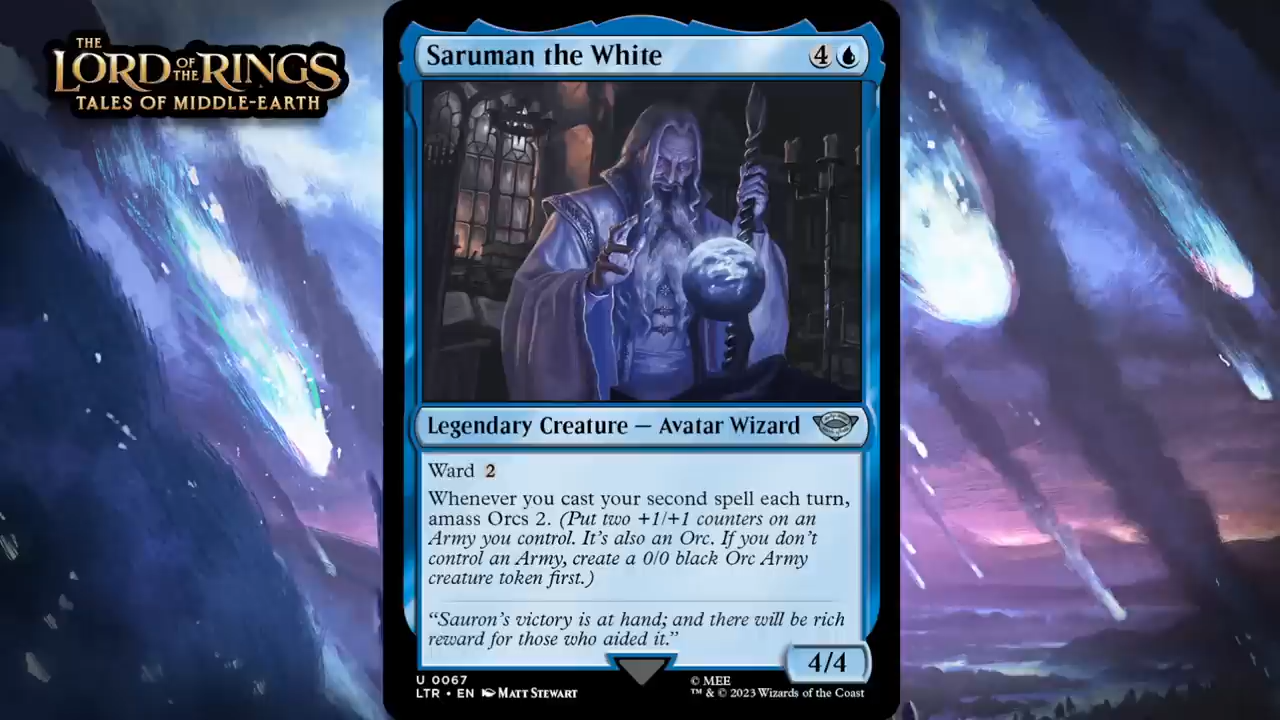 THE
LORD OF THE RINGS
TALES OF MIDDLE-EARTH
Saruman the White 4
Legendary Creature — Avatar Wizard
Ward 2
Whenever you cast your second spell each turn,
amass Orcs 2. (Put two +1/+1 counters on an
Army you control. It's also an Orc. If you don't
control an Army, create a 0/0 black Orc Army
creature token first.)
“Sauron's victory is at hand; and there will be rich
reward for those who aided it.”
4/4
U 0067
LTR • EN Matt Stewart
© MEE
™ & © 2023 Wizards of the Coast